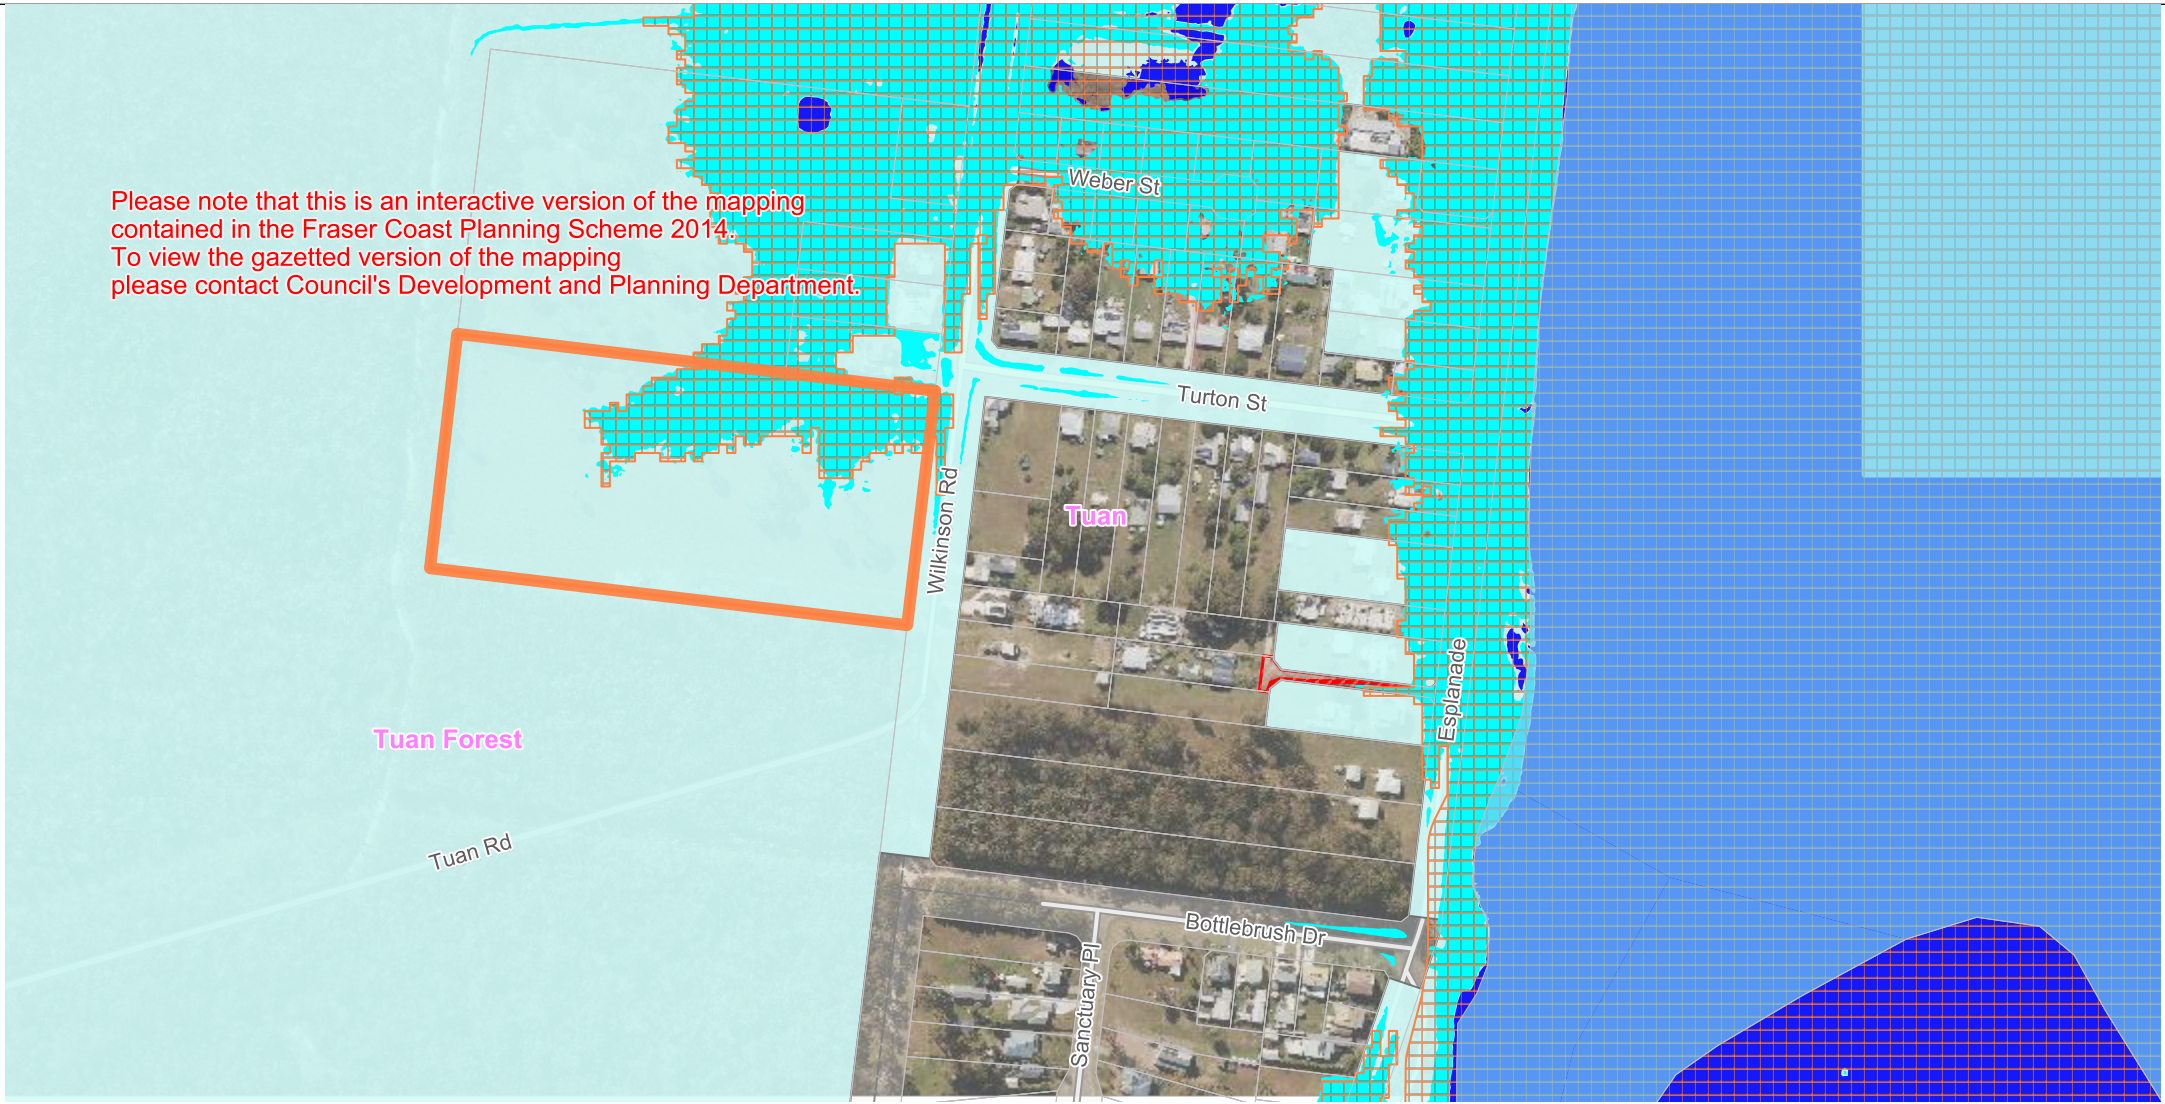 Please note that this is an interactive version of the mapping
contained in the Fraser Coast Planning Scheme 2014.
To view the gazetted version of the mapping
please contact Council's Development and Planning Department.
Weber St
Turton St
Wilkinson Rd
Tuan
Esplanade
Tuan Forest
Tuan Rd
Bottlebrush Dr
Sanctuary Pl